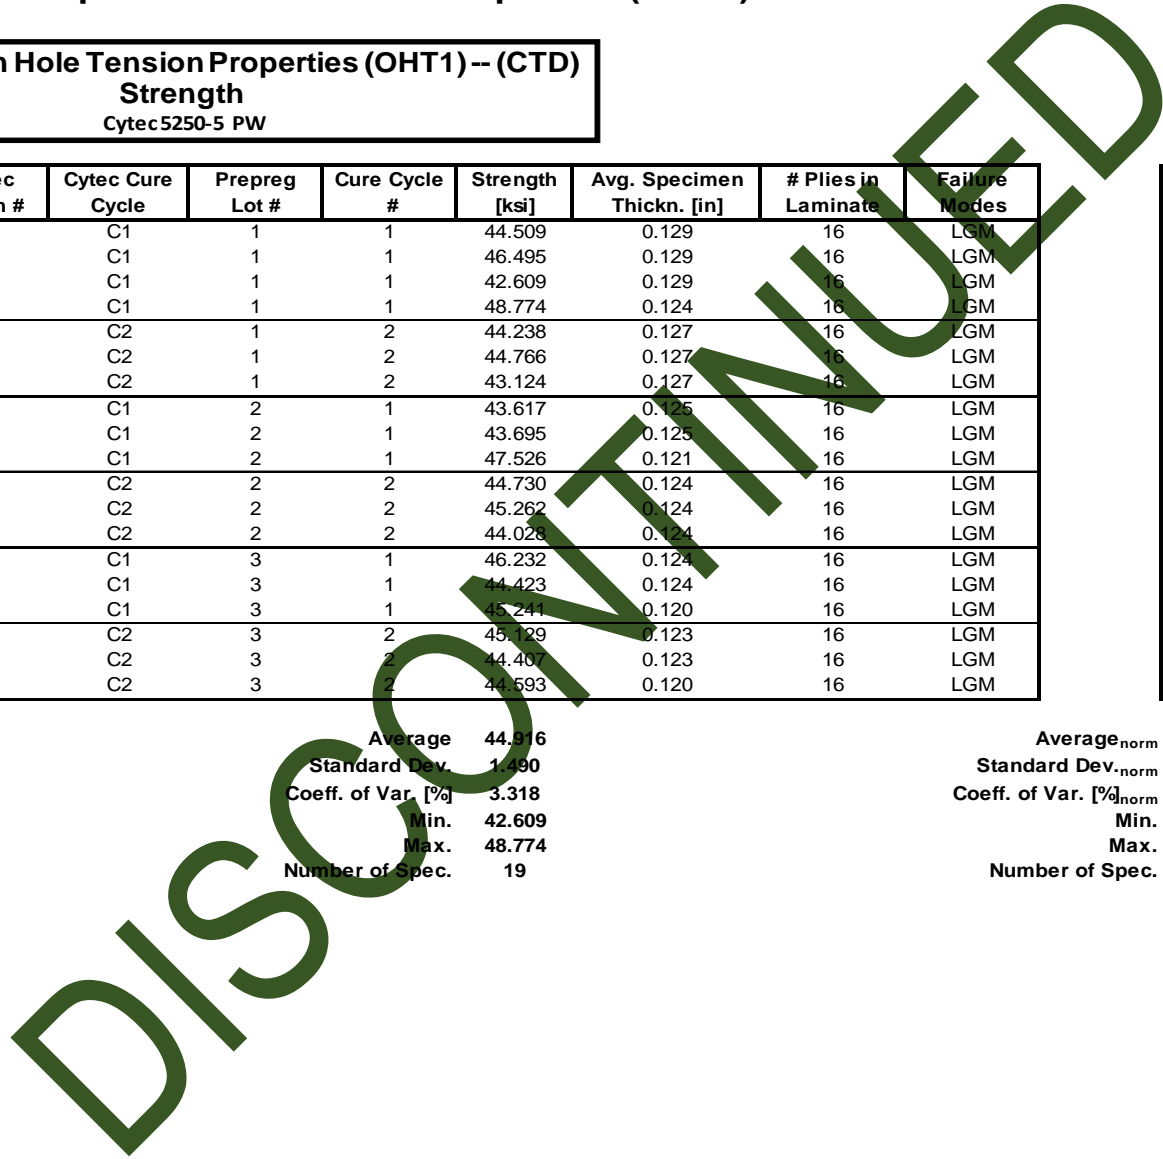 n Hole Tension Properties (OHT1) -- (CTD)
Strength
Cytec 5250-5 PW
c Cytec Cure Prepreg Cure Cycle Strength Avg. Specimen # Plies in Failure
n # Cycle Lot # # [ksi] Thickn. [in] Laminate Modes
C1 1 1 44.509 0.129 16 LGM
C1 1 1 46.495 0.129 16 LGM
C1 1 1 42.609 0.129 16 LGM
C1 1 1 48.774 0.124 16 LGM
C2 1 2 44.238 0.127 16 LGM
C2 1 2 44.766 0.127 16 LGM
C2 1 2 43.124 0.127 16 LGM
C1 2 1 43.617 0.125 16 LGM
C1 2 1 43.695 0.125 16 LGM
C1 2 1 47.526 0.121 16 LGM
C2 2 2 44.730 0.124 16 LGM
C2 2 2 45.262 0.124 16 LGM
C2 2 2 44.028 0.124 16 LGM
C1 3 1 46.232 0.124 16 LGM
C1 3 1 44.423 0.124 16 LGM
C1 3 1 45.241 0.120 16 LGM
C2 3 2 45.129 0.123 16 LGM
C2 3 2 44.407 0.123 16 LGM
C2 3 2 44.593 0.120 16 LGM
Average 44.916 Averagenorm
Standard Dev. 1.490 Standard Dev.norm
Coeff. of Var. [%] 3.318 Coeff. of Var. [%]norm
Min. 42.609 Min.
Max. 48.774 Max.
Number of Spec. 19 Number of Spec.
DISCONTINUED